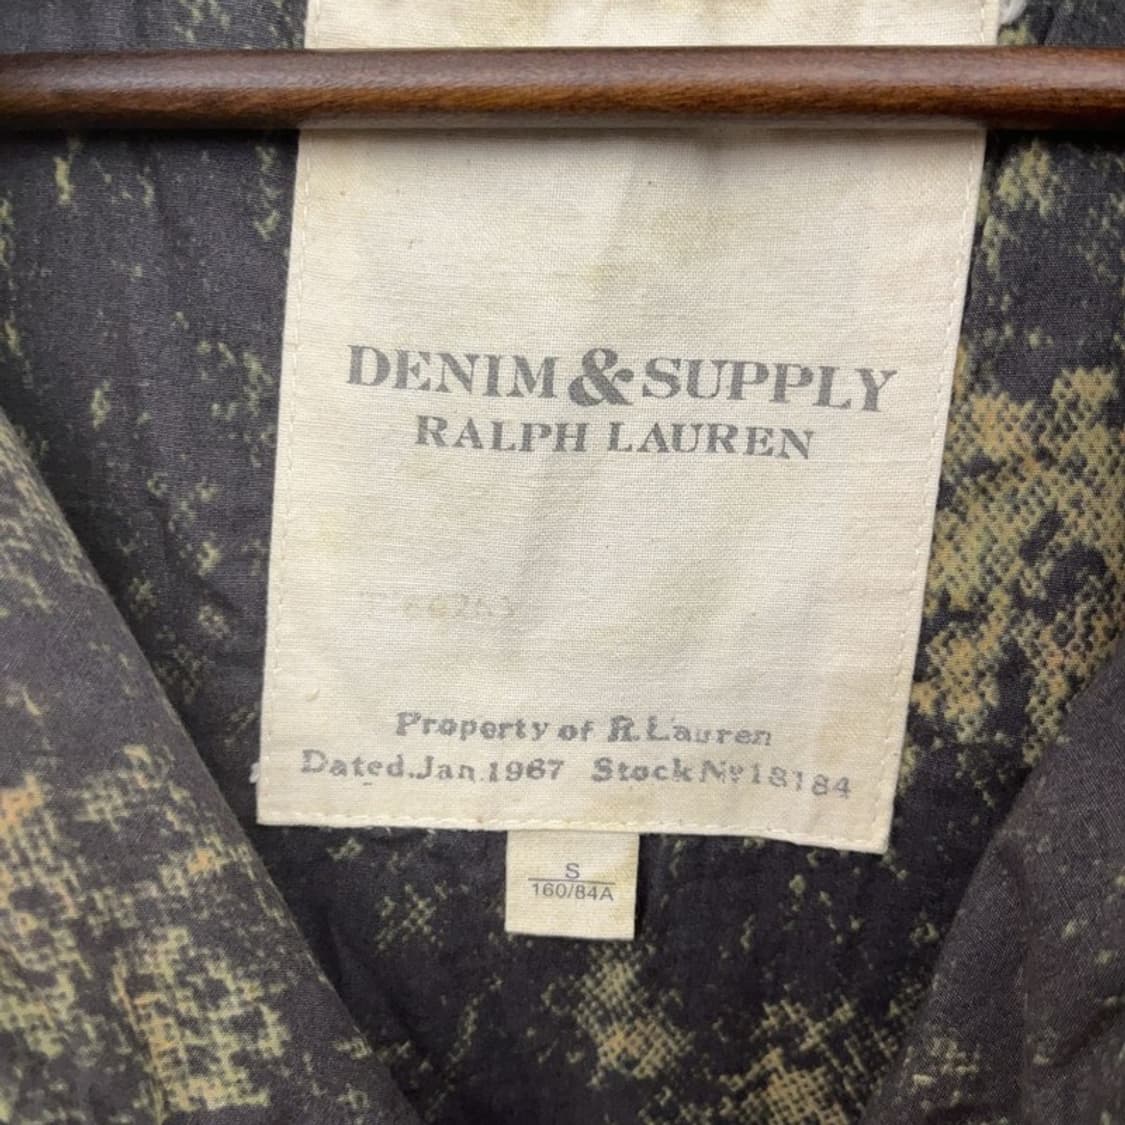 DENIM & SUPPLY
RALPH LAUREN
Property of R. Lauren
Dated. Jan. 1967 Stock Nº 18184
S
160/84A